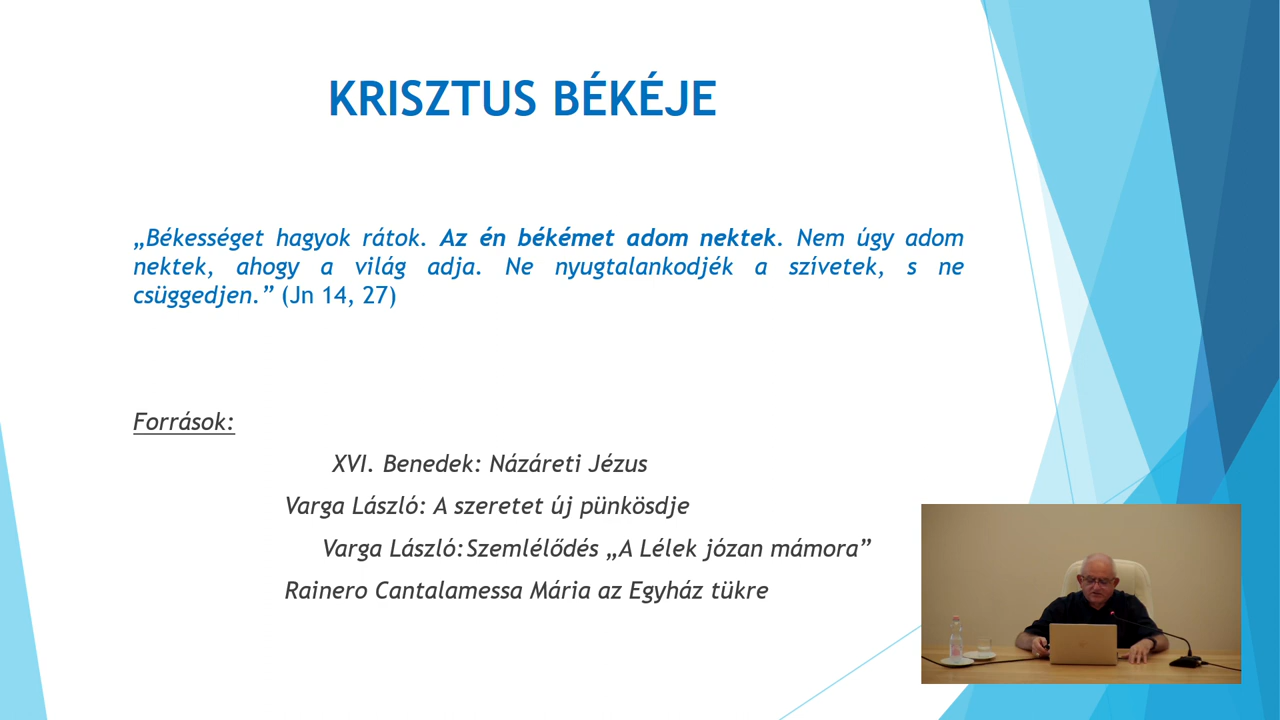 KRISZTUS BÉKÉJE
„Békességet hagyok rátok. Az én békémet adom nektek. Nem úgy adom
nektek, ahogy a világ adja. Ne nyugtalankodjék a szívetek, s ne
csüggedjen.” (Jn 14, 27)
Források:
XVI. Benedek: Názáreti Jézus
Varga László: A szeretet új pünkösdje
Varga László:Szemlélődés „A Lélek józan mámora”
Rainero Cantalamessa Mária az Egyház tükre